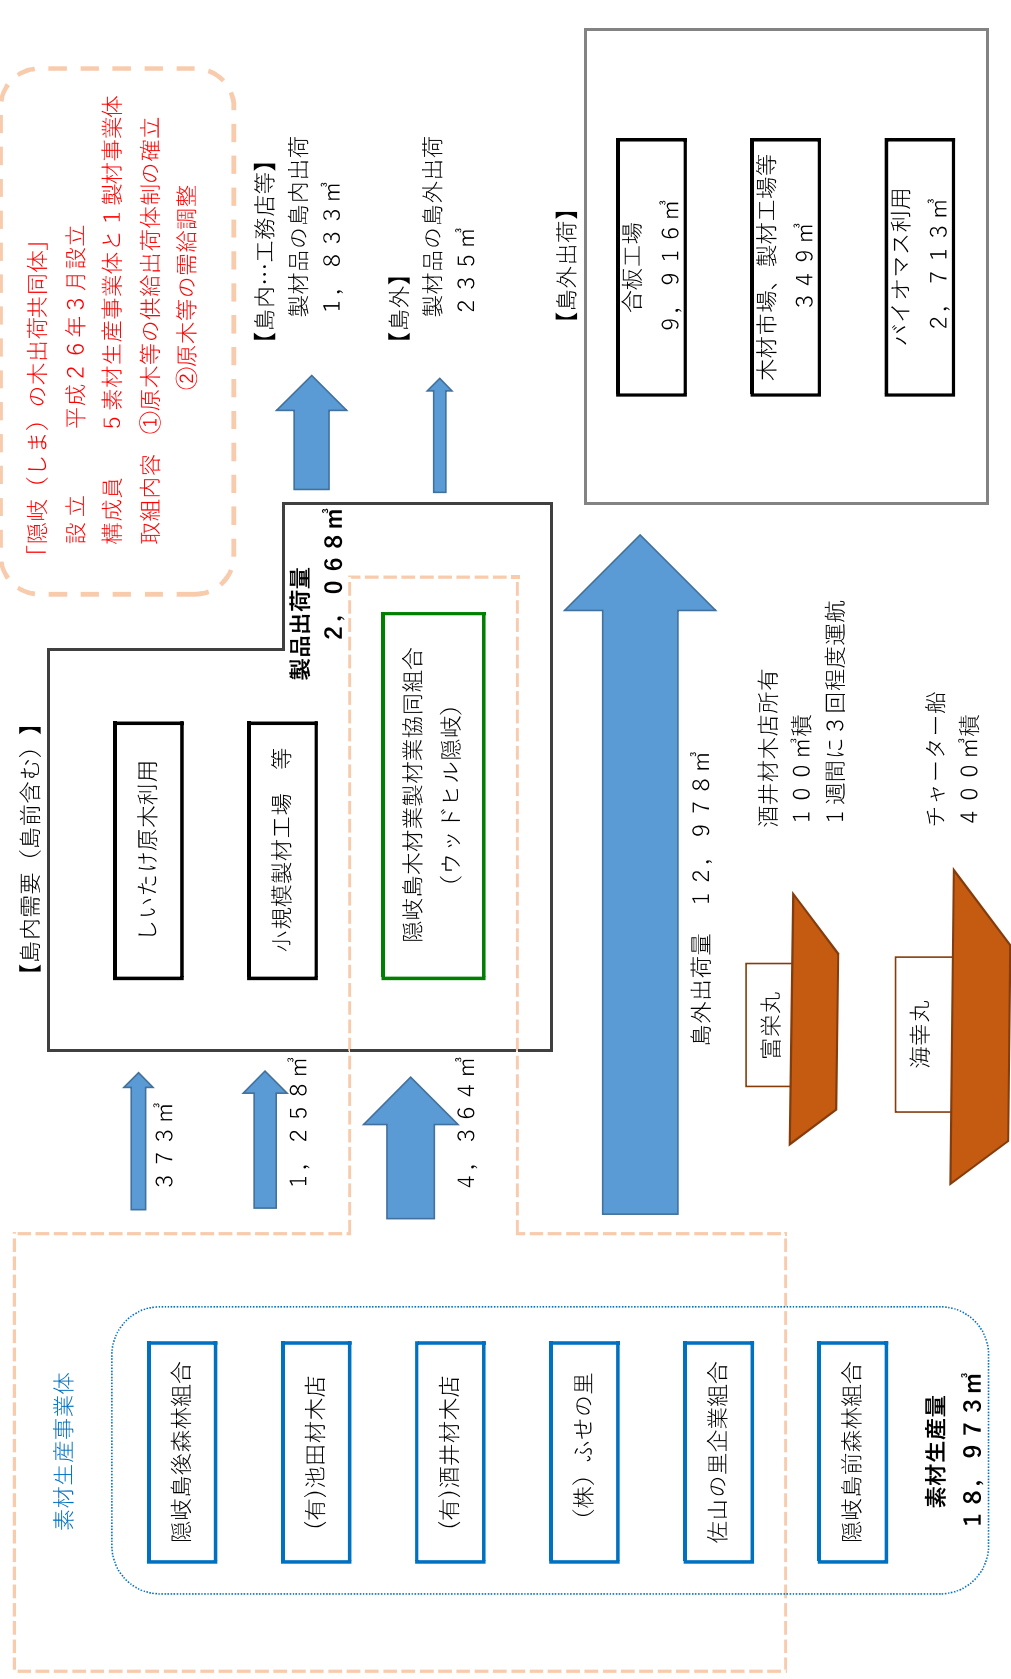 素材生産事業体
隠岐島後森林組合
(有)池田材木店
(有)酒井材木店
(株)ふせの里
佐山の里企業組合
隠岐島前森林組合
素材生産量
１８，９７３㎥
３７３㎥
１，２５８㎥
４，３６４㎥
【島内需要（島前含む）】
しいたけ原木利用
小規模製材工場　等
隠岐島木材業製材業協同組合
（ウッドヒル隠岐）
製品出荷量
２，０６８㎥
島外出荷量　１２，９７８㎥
富栄丸
酒井材木店所有
１００㎥積
１週間に３回程度運航
海幸丸
チャーター船
４００㎥積
「隠岐（しま）の木出荷共同体」
設　立　　　平成２６年３月設立
構成員　　５素材生産事業体と１製材事業体
取組内容　①原木等の供給出荷体制の確立
②原木等の需給調整
【島内…工務店等】
製材品の島内出荷
１，８３３㎥
【島外】
製材品の島外出荷
２３５㎥
【島外出荷】
合板工場
９，９１６㎥
木材市場、製材工場等
３４９㎥
バイオマス利用
２，７１３㎥